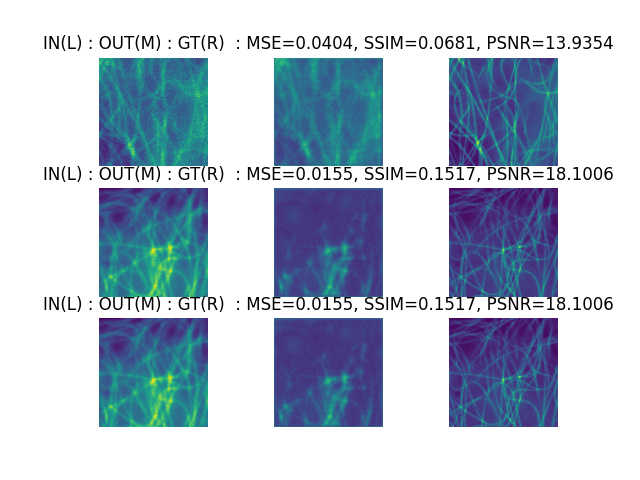 IN(L) : OUT(M) : GT(R)  : MSE=0.0404, SSIM=0.0681, PSNR=13.9354
IN(L) : OUT(M) : GT(R)  : MSE=0.0155, SSIM=0.1517, PSNR=18.1006
IN(L) : OUT(M) : GT(R)  : MSE=0.0155, SSIM=0.1517, PSNR=18.1006